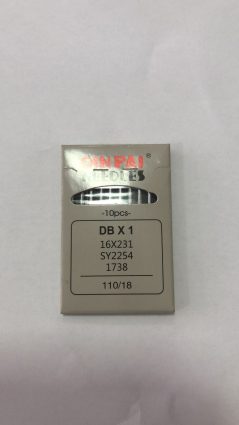 NEEDLES
-10pcs-
DB X 1
16X231
SY2254
1738
110/18